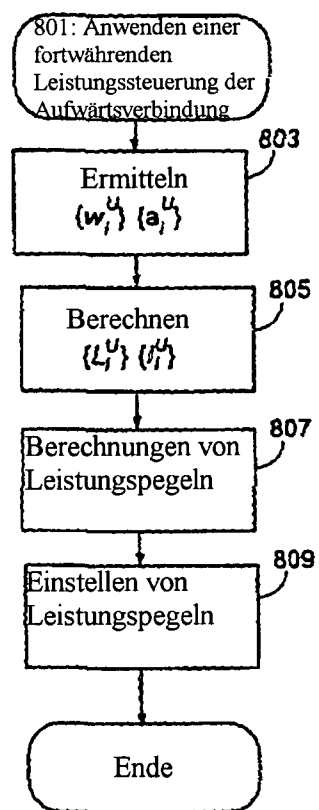 801: Anwenden einer
fortwährenden
Leistungssteuerung der
Aufwärtsverbindung
803
Ermitteln
{w_i^u} {a_i^u}
805
Berechnen
{L_i^u} {I_i^u}
807
Berechnungen von
Leistungspegeln
809
Einstellen von
Leistungspegeln
Ende